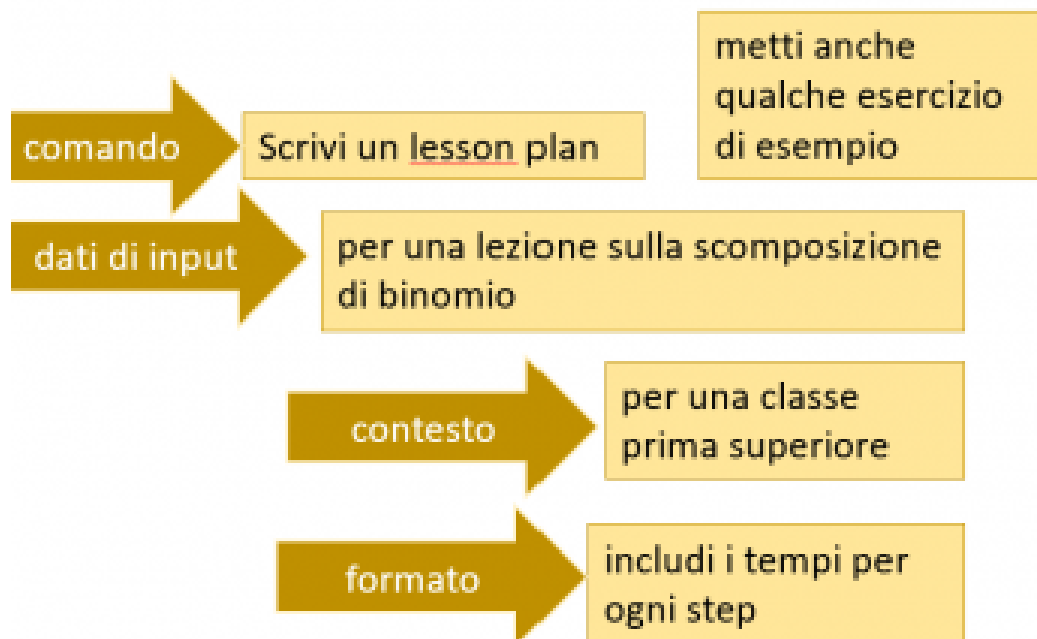 metti anche
qualche esercizio
di esempio
comando
Scrivi un lesson plan
dati di input
per una lezione sulla scomposizione
di binomio
contesto
per una classe
prima superiore
formato
includi i tempi per
ogni step